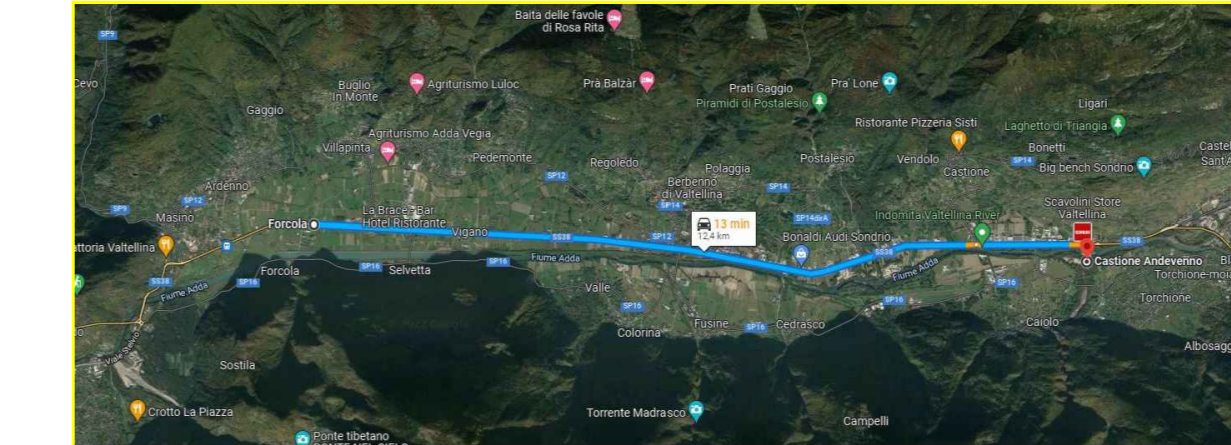 Baita delle favole
di Rosa Rita
SP9
Cevo
Buglio
In Monte
Agriturismo Luloc
Prà Balzàr
Prati Gaggio
Pra' Lone
Piramidi di Postalesio
Gaggio
Ligari
Ristorante Pizzeria Sisti
Laghetto di Triangia
Agriturismo Adda Vegia
Villapinta
Pedemonte
Regoledo
Polaggia
Postalesio
Vendolo
Bonetti
SP14
Castione
Big bench Sondrio
Ardenno
SP12
Berbenno
di Valtellina
SP14
SP12
SP14
SP9
Masino
La Brace - Bar
Hotel Ristorante
Forcola
Viganò
13 min
12,4 km
SP14dirA
Indomita Valtellina River
Scavolini Store
Valtellina
SS38
SP12
Bonaldi Audi Sondrio
SS38
SS38
Castione Andevenno
Fiume Adda
Fiume Adda
Forcola
SP16
Selvetta
SP16
SP16
Torchione
SS38
Fiume Adda
SP16
Valle
SP16
SP16
Colorina
Fusine
SP16
Cedrasco
Caiolo
Viale Stelvio
Sostila
Crotto La Piazza
Torrente Madrasco
Campelli
Ponte tibetano